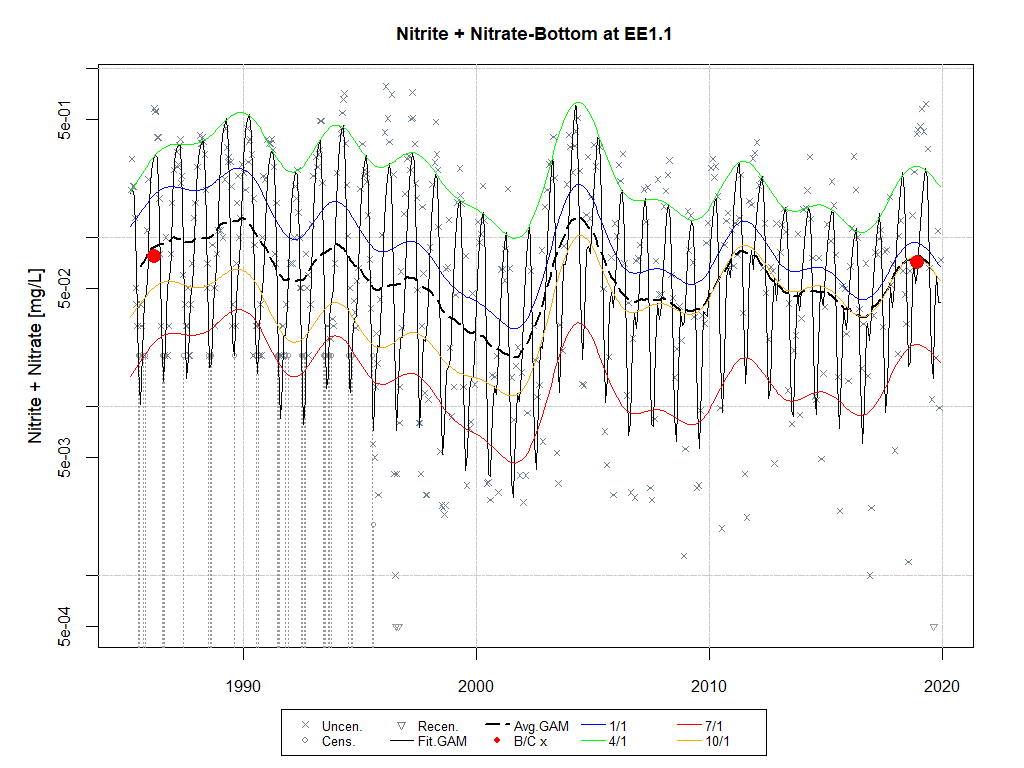 Nitrite + Nitrate-Bottom at EE1.1
Nitrite + Nitrate [mg/L]
5e-01
5e-02
5e-03
5e-04
1990 2000 2010 2020
Uncen. Recen. Avg.GAM 1/1 7/1
Cens. Fit.GAM B/C x 4/1 10/1